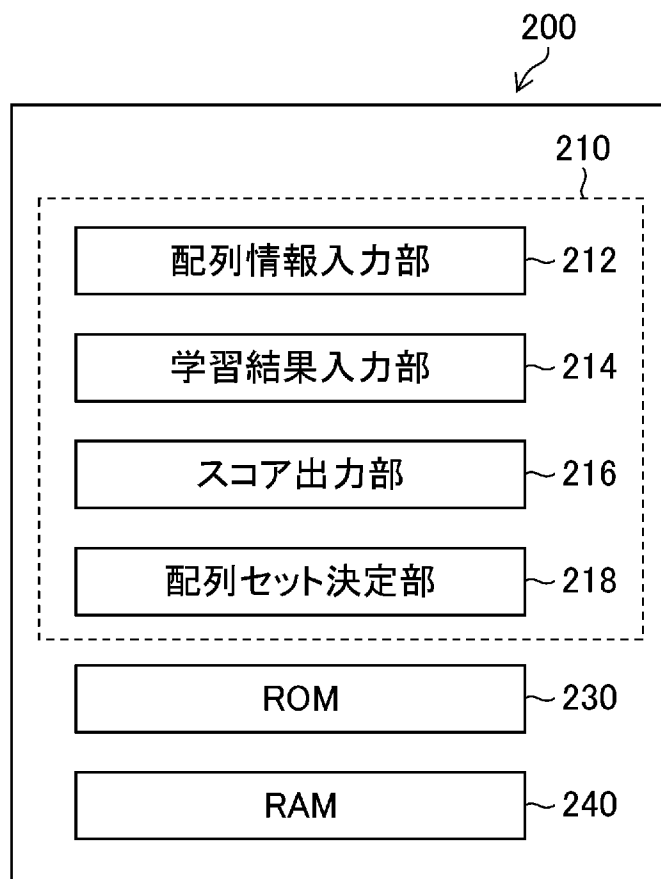 200
210
配列情報入力部 212
学習結果入力部 214
スコア出力部 216
配列セット決定部 218
ROM 230
RAM 240